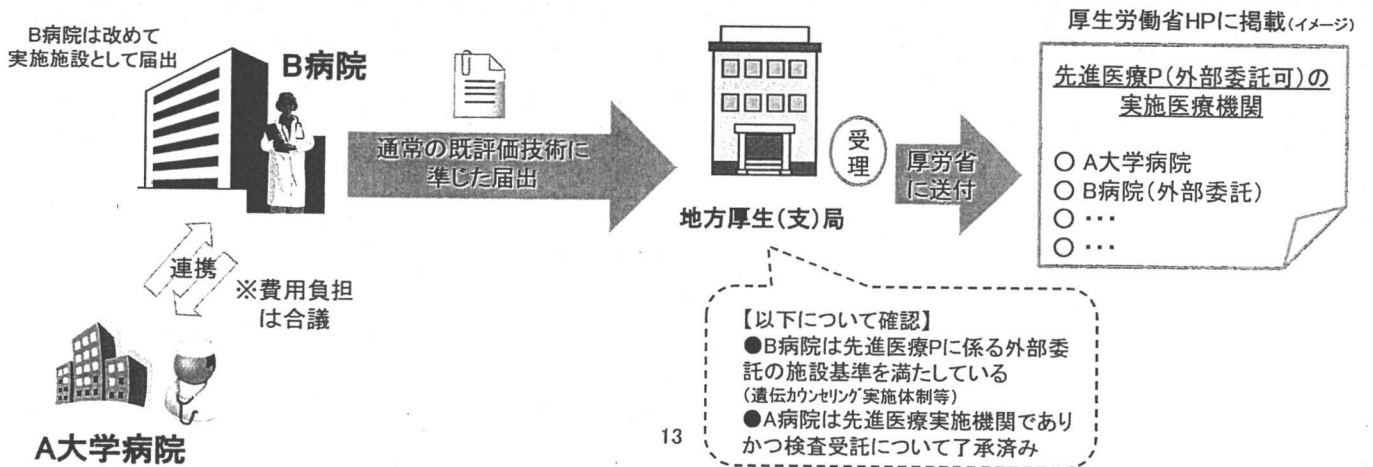 B病院は改めて
実施施設として届出
B病院
通常の既評価技術に
準じた届出
連携
※費用負担
は合議
A大学病院
受
理
地方厚生(支)局
厚労省
に送付
【以下について確認】
●B病院は先進医療Pに係る外部委
託の施設基準を満たしている
(遺伝カウンセリング実施体制等)
●A病院は先進医療実施機関であり
かつ検査受託について了承済み
厚生労働省HPに掲載(イメージ)
先進医療P(外部委託可)の
実施医療機関
○ A大学病院
○ B病院(外部委託)
○ ・・・
○ ・・・
13